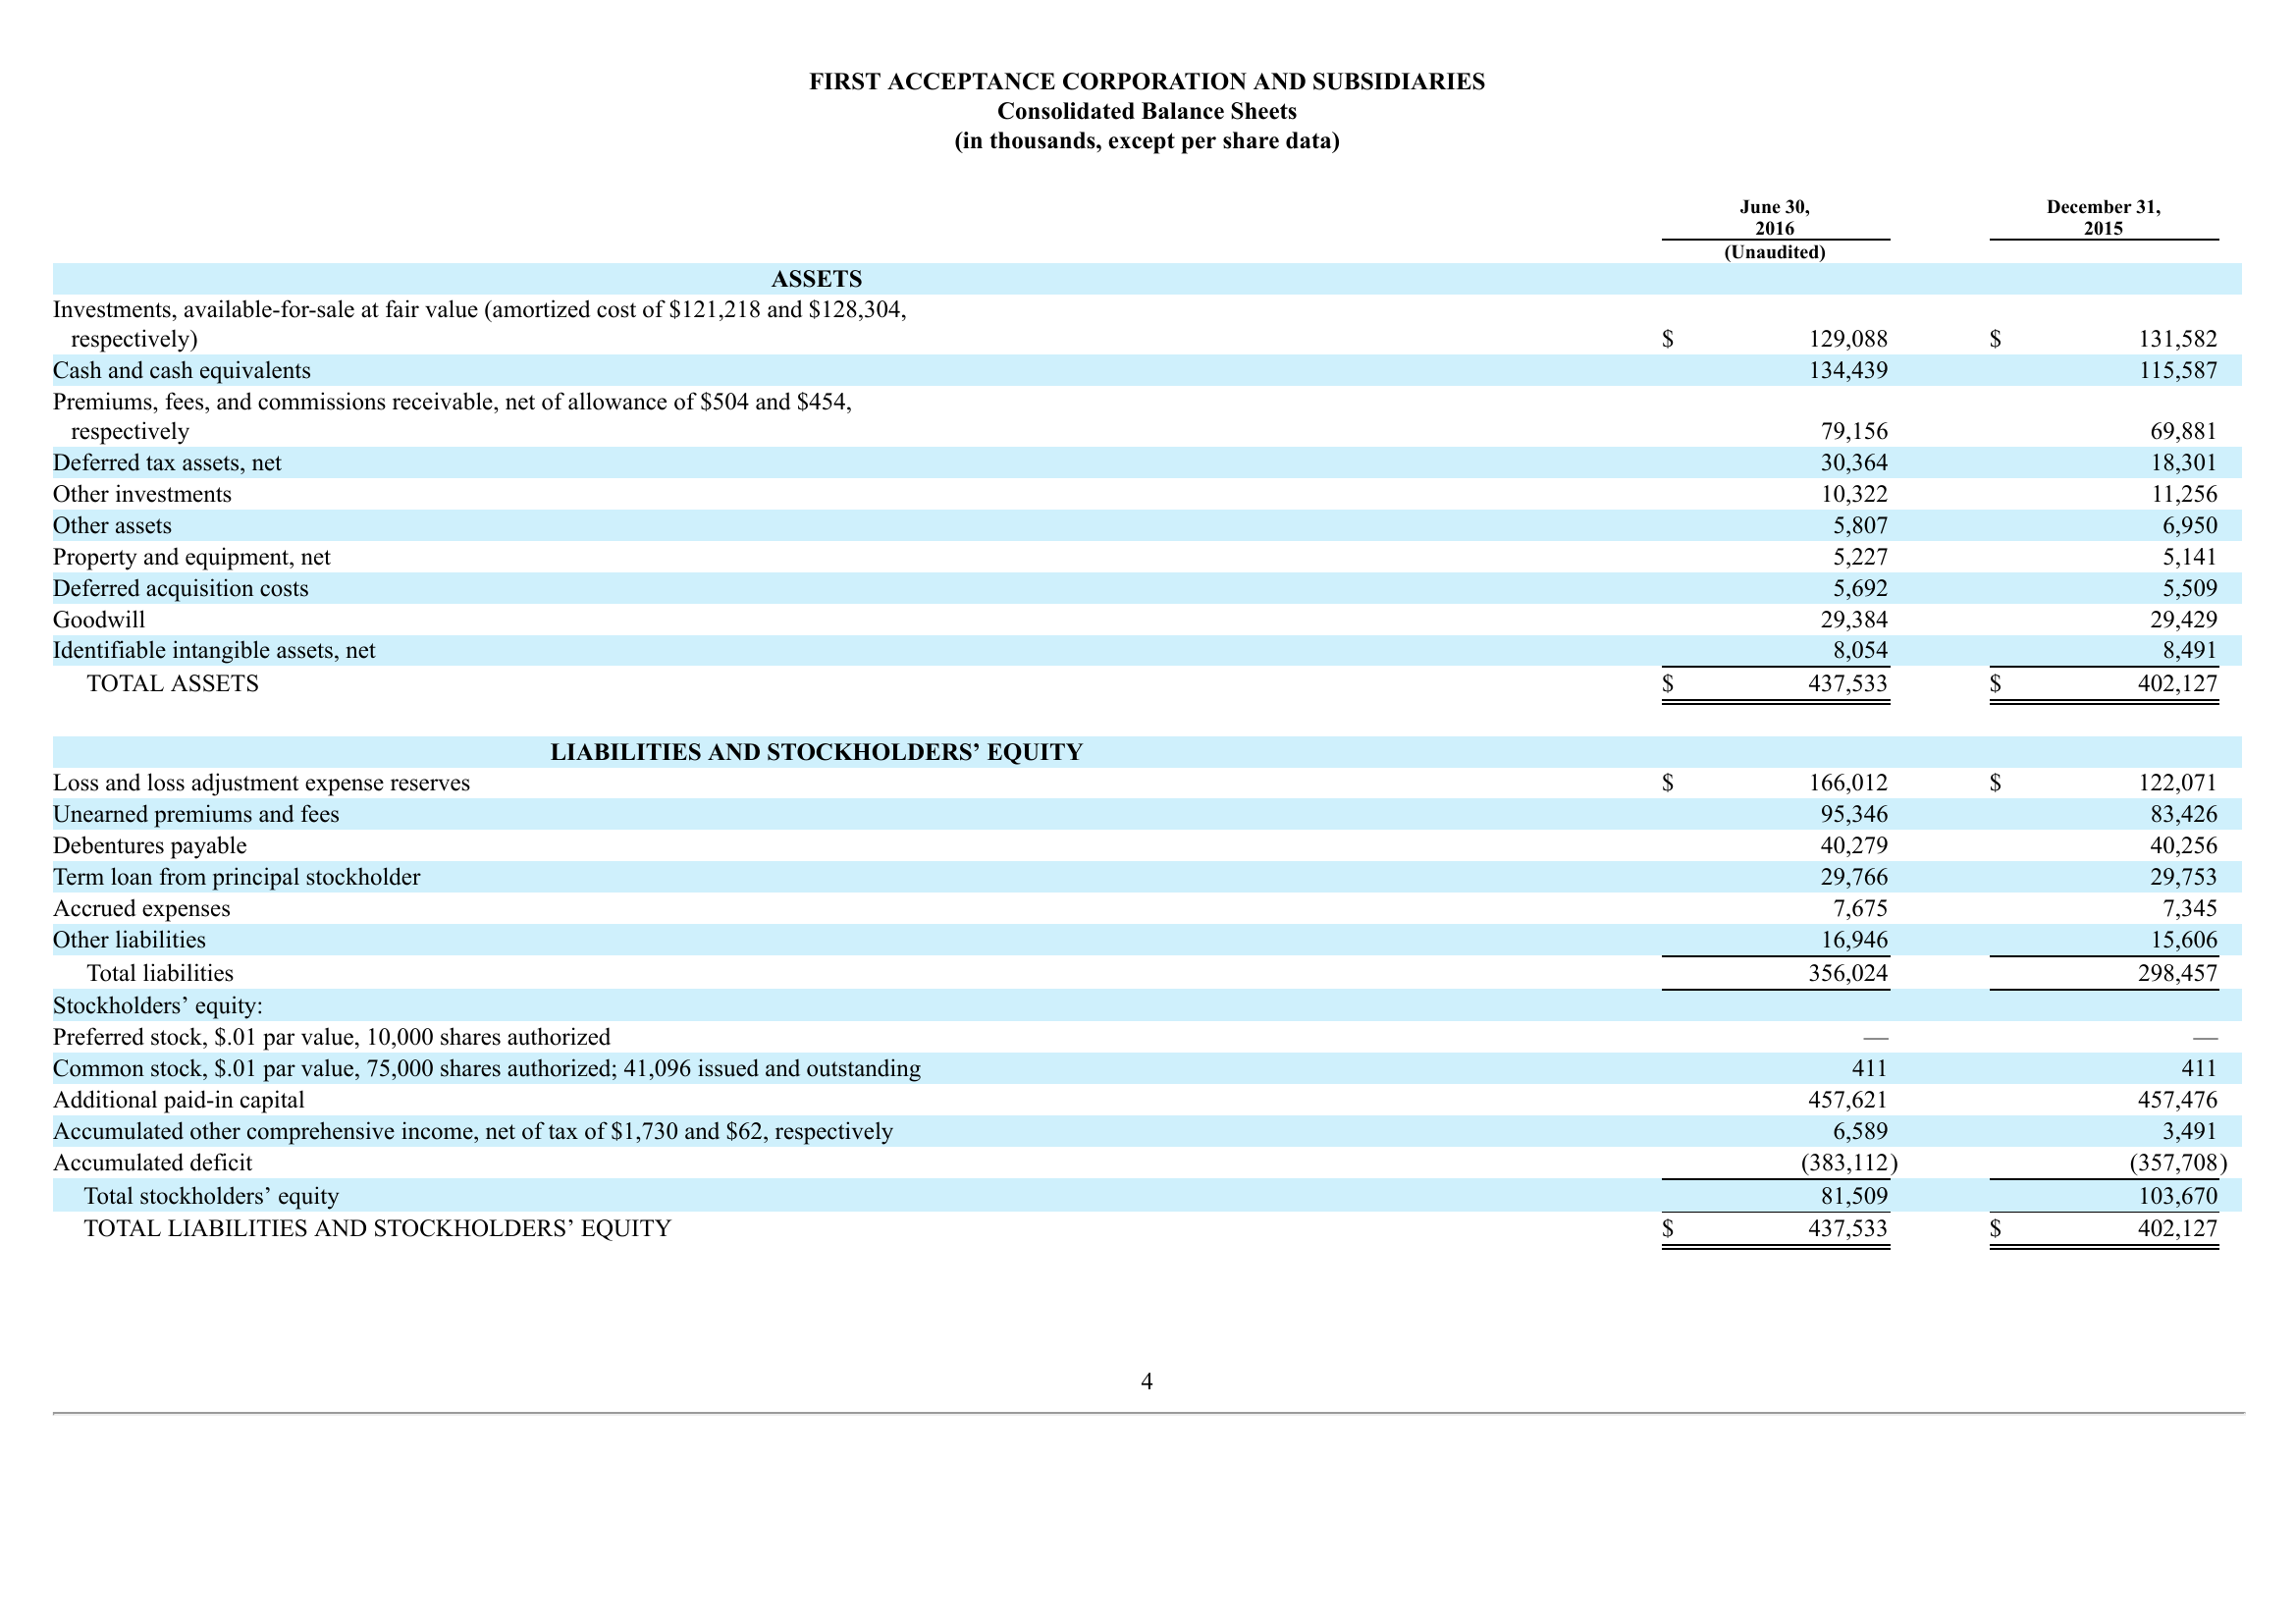 FIRST ACCEPTANCE CORPORATION AND SUBSIDIARIES
Consolidated Balance Sheets
(in thousands, except per share data)
June 30, December 31,
2016 2015
(Unaudited)
ASSETS
Investments, available-for-sale at fair value (amortized cost of $121,218 and $128,304,
respectively) $ 129,088 $ 131,582
Cash and cash equivalents 134,439 115,587
Premiums, fees, and commissions receivable, net of allowance of $504 and $454,
respectively 79,156 69,881
Deferred tax assets, net 30,364 18,301
Other investments 10,322 11,256
Other assets 5,807 6,950
Property and equipment, net 5,227 5,141
Deferred acquisition costs 5,692 5,509
Goodwill 29,384 29,429
Identifiable intangible assets, net 8,054 8,491
TOTAL ASSETS $ 437,533 $ 402,127
LIABILITIES AND STOCKHOLDERS’ EQUITY
Loss and loss adjustment expense reserves $ 166,012 $ 122,071
Unearned premiums and fees 95,346 83,426
Debentures payable 40,279 40,256
Term loan from principal stockholder 29,766 29,753
Accrued expenses 7,675 7,345
Other liabilities 16,946 15,606
Total liabilities 356,024 298,457
Stockholders’ equity:
Preferred stock, $.01 par value, 10,000 shares authorized — —
Common stock, $.01 par value, 75,000 shares authorized; 41,096 issued and outstanding 411 411
Additional paid-in capital 457,621 457,476
Accumulated other comprehensive income, net of tax of $1,730 and $62, respectively 6,589 3,491
Accumulated deficit (383,112) (357,708)
Total stockholders’ equity 81,509 103,670
TOTAL LIABILITIES AND STOCKHOLDERS’ EQUITY $ 437,533 $ 402,127
4